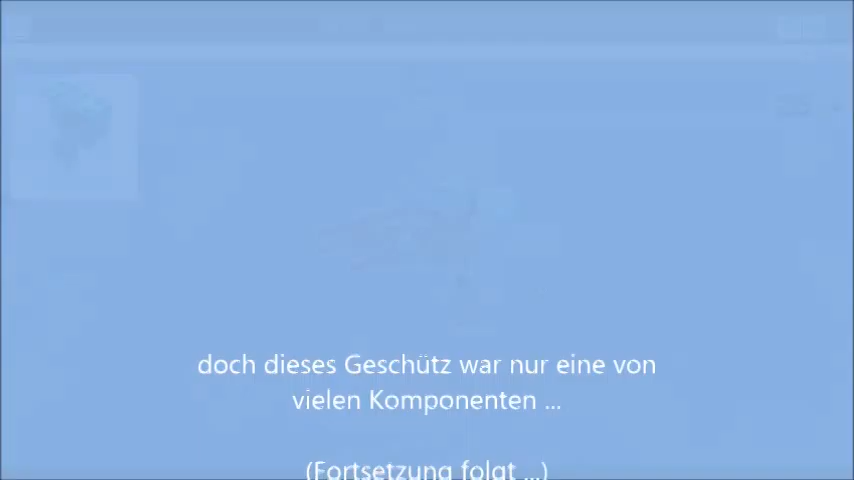 doch dieses Geschütz war nur eine von
vielen Komponenten ...
(Fortsetzung folgt ...)